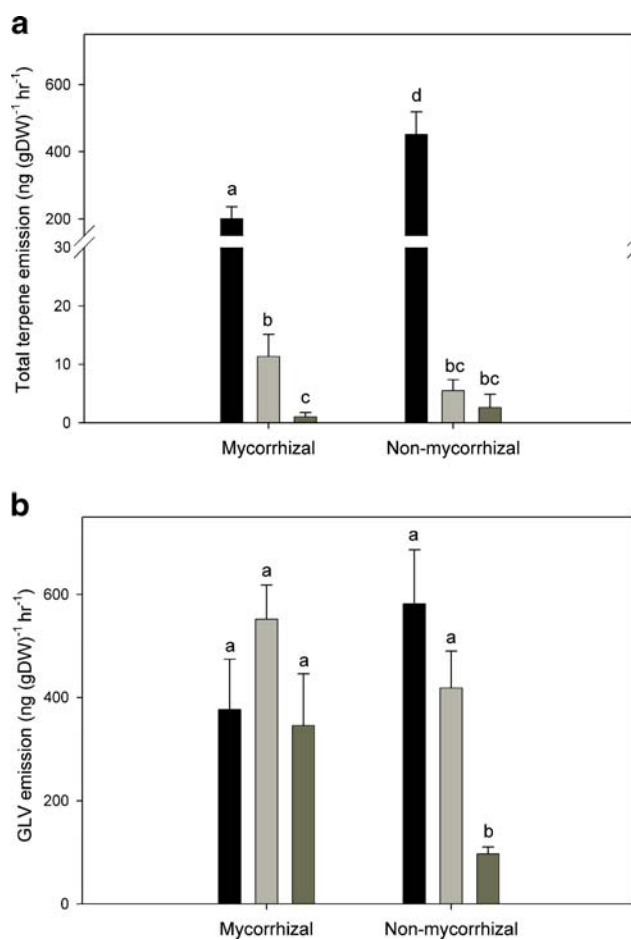 a
Total terpene emission (ng (gDW)⁻¹ hr⁻¹)
600
400
200
30
20
10
0
a
b
c
d
bc
bc
Mycorrhizal
Non-mycorrhizal
b
GLV emission (ng (gDW)⁻¹ hr⁻¹)
600
400
200
0
a
a
a
a
a
b
Mycorrhizal
Non-mycorrhizal